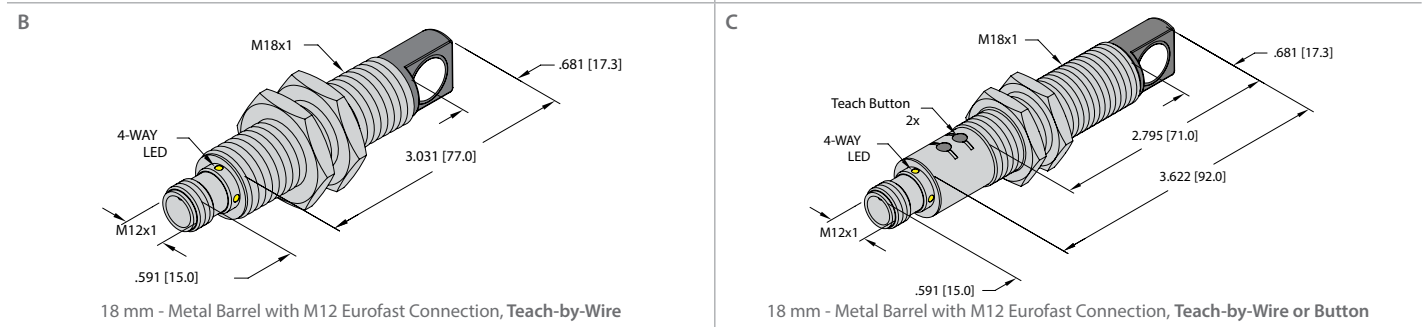 B
M18x1
.681 [17.3]
4-WAY
LED
3.031 [77.0]
M12x1
.591 [15.0]
18 mm - Metal Barrel with M12 Eurofast Connection, Teach-by-Wire
C
M18x1
.681 [17.3]
Teach Button
2x
4-WAY
LED
2.795 [71.0]
3.622 [92.0]
M12x1
.591 [15.0]
18 mm - Metal Barrel with M12 Eurofast Connection, Teach-by-Wire or Button